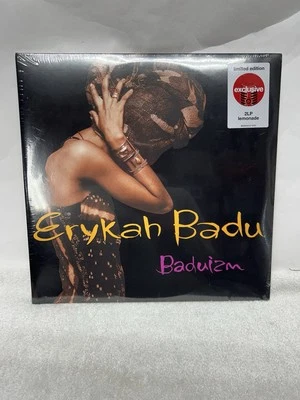 limited edition
exclusive
2LP
lemonade
Erykah Badu
Baduizm